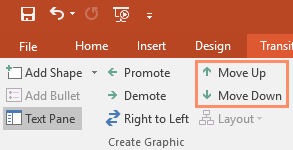 File Home Insert Design Transit
Add Shape Promote Move Up
Add Bullet Demote Move Down
Text Pane Right to Left Layout
Create Graphic